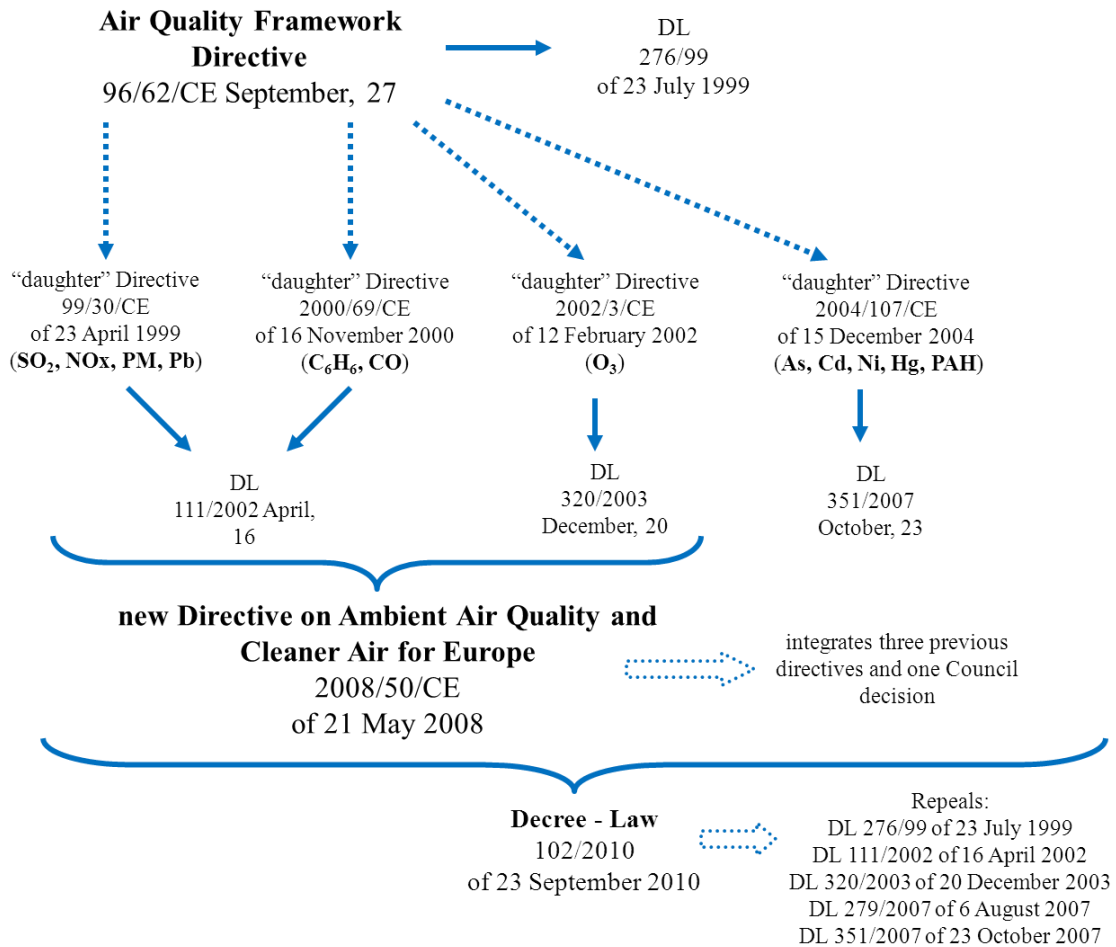 Air Quality Framework
Directive
96/62/CE September, 27
DL
276/99
of 23 July 1999
“daughter” Directive
99/30/CE
of 23 April 1999
(SO₂, NOx, PM, Pb)
“daughter” Directive
2000/69/CE
of 16 November 2000
(C₆H₆, CO)
“daughter” Directive
2002/3/CE
of 12 February 2002
(O₃)
“daughter” Directive
2004/107/CE
of 15 December 2004
(As, Cd, Ni, Hg, PAH)
DL
111/2002 April,
16
DL
320/2003
December, 20
DL
351/2007
October, 23
new Directive on Ambient Air Quality and
Cleaner Air for Europe
2008/50/CE
of 21 May 2008
integrates three previous
directives and one Council
decision
Decree - Law
102/2010
of 23 September 2010
Repeals:
DL 276/99 of 23 July 1999
DL 111/2002 of 16 April 2002
DL 320/2003 of 20 December 2003
DL 279/2007 of 6 August 2007
DL 351/2007 of 23 October 2007